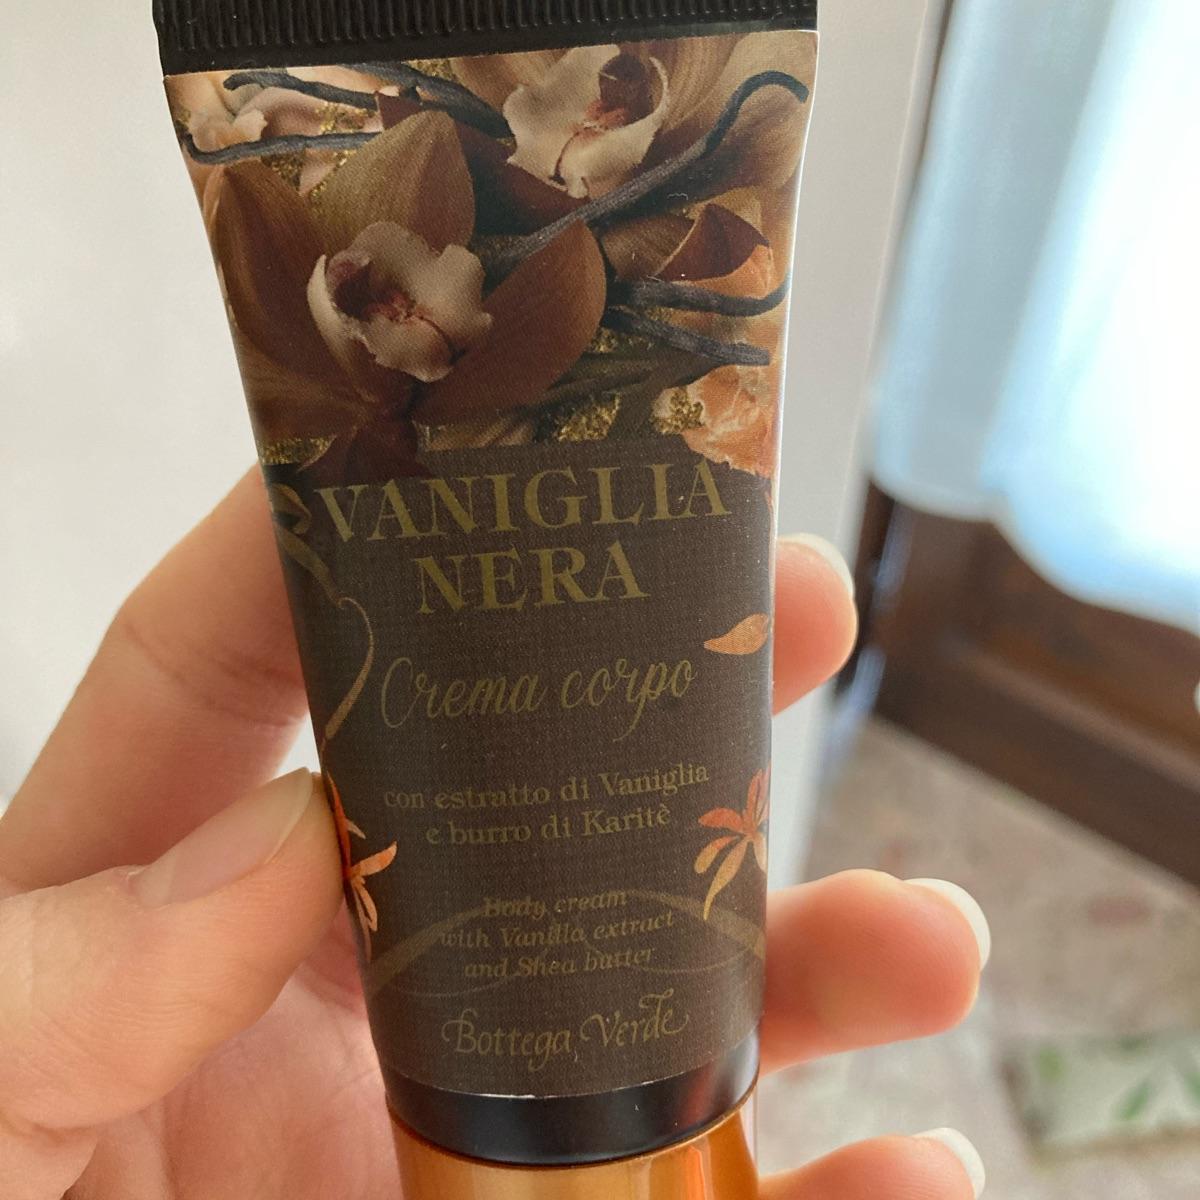 VANIGLIA
NERA
Crema corpo
con estratto di Vaniglia
e burro di Karitè
Body cream
with Vanilla extract
and Shea butter
Bottega Verde